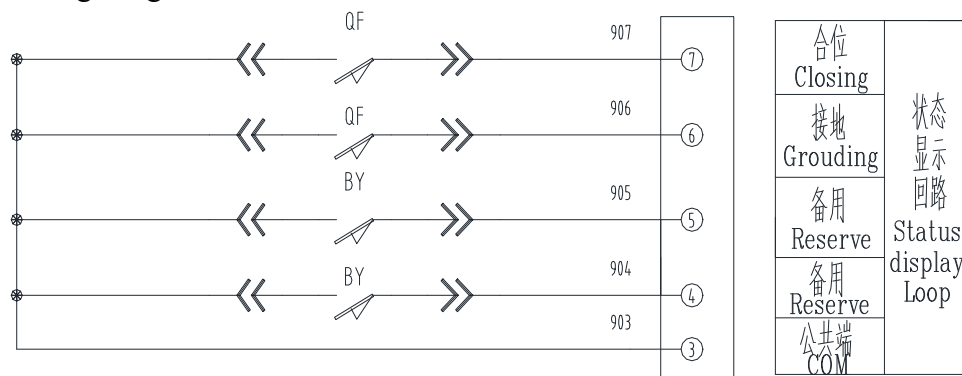 QF
907
7
QF
906
6
BY
905
5
BY
904
4
903
3
合位
Closing
接地
Grouding
备用
Reserve
备用
Reserve
公共端
COM
状态
显示
回路
Status
display
Loop